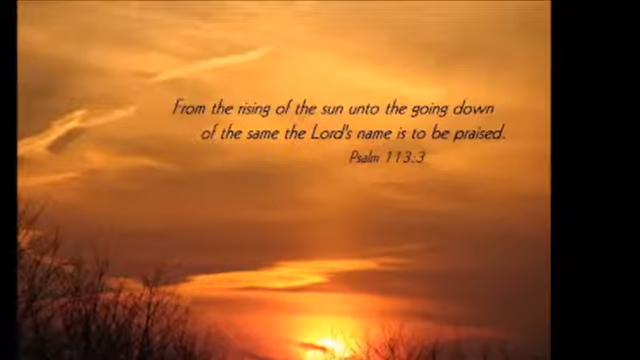 From the rising of the sun unto the going down
of the same the Lord's name is to be praised.
Psalm 113:3